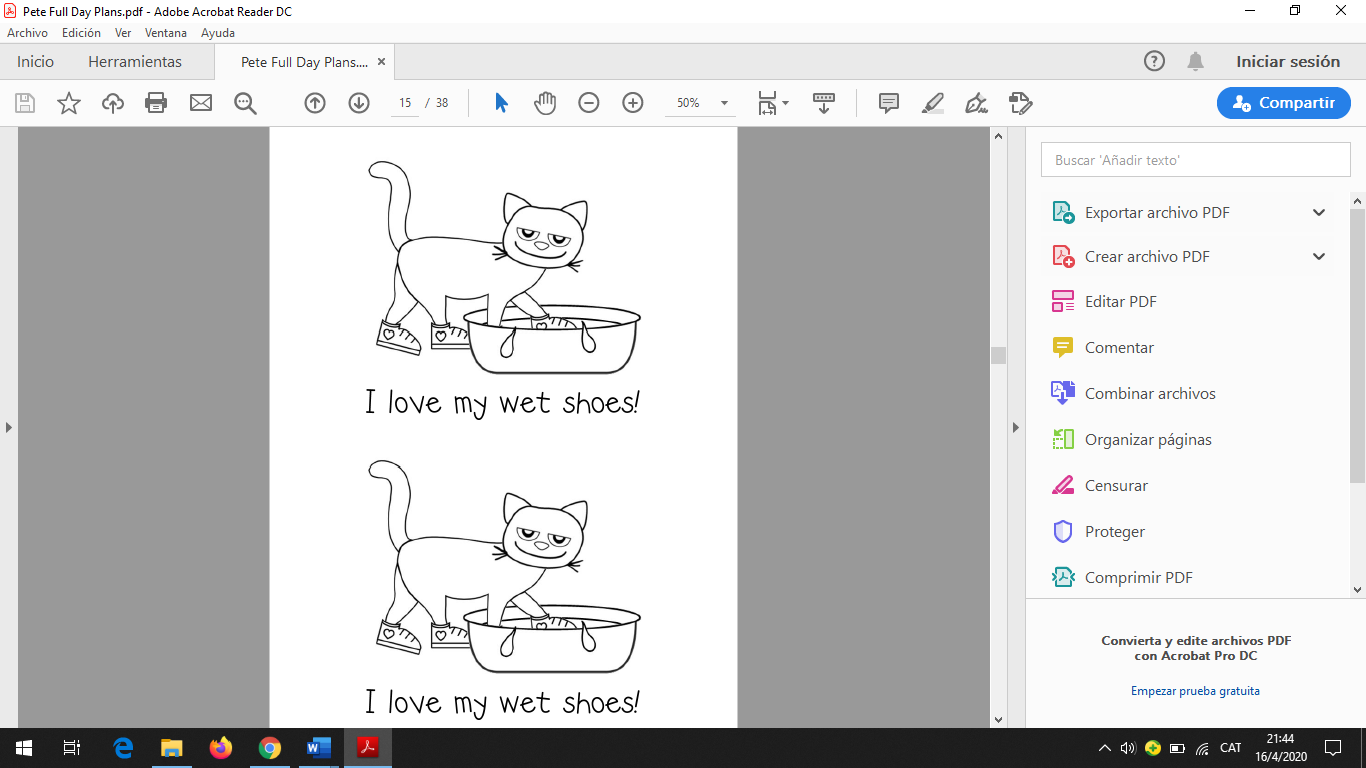 Pete Full Day Plans.pdf - Adobe Acrobat Reader DC
Archivo Edición Ver Ventana Ayuda
Inicio Herramientas Pete Full Day Plans.... Iniciar sesión
15 / 38 50% Compartir
Buscar 'Añadir texto'
Exportar archivo PDF
Crear archivo PDF
Editar PDF
Comentar
Combinar archivos
Organizar páginas
Censurar
Proteger
Comprimir PDF
Convierta y edite archivos PDF
con Acrobat Pro DC
Empezar prueba gratuita
I love my wet shoes!
I love my wet shoes!
CAT 21:44
16/4/2020